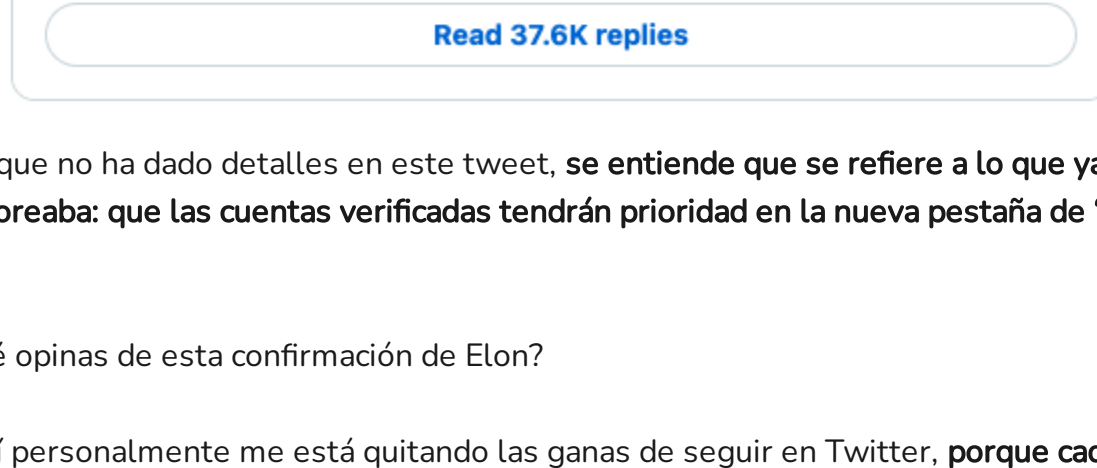 Read 37.6K replies
que no ha dado detalles en este tweet, se entiende que se refiere a lo que ya
oreaba: que las cuentas verificadas tendrán prioridad en la nueva pestaña de “
é opinas de esta confirmación de Elon?
í personalmente me está quitando las ganas de seguir en Twitter, porque cad